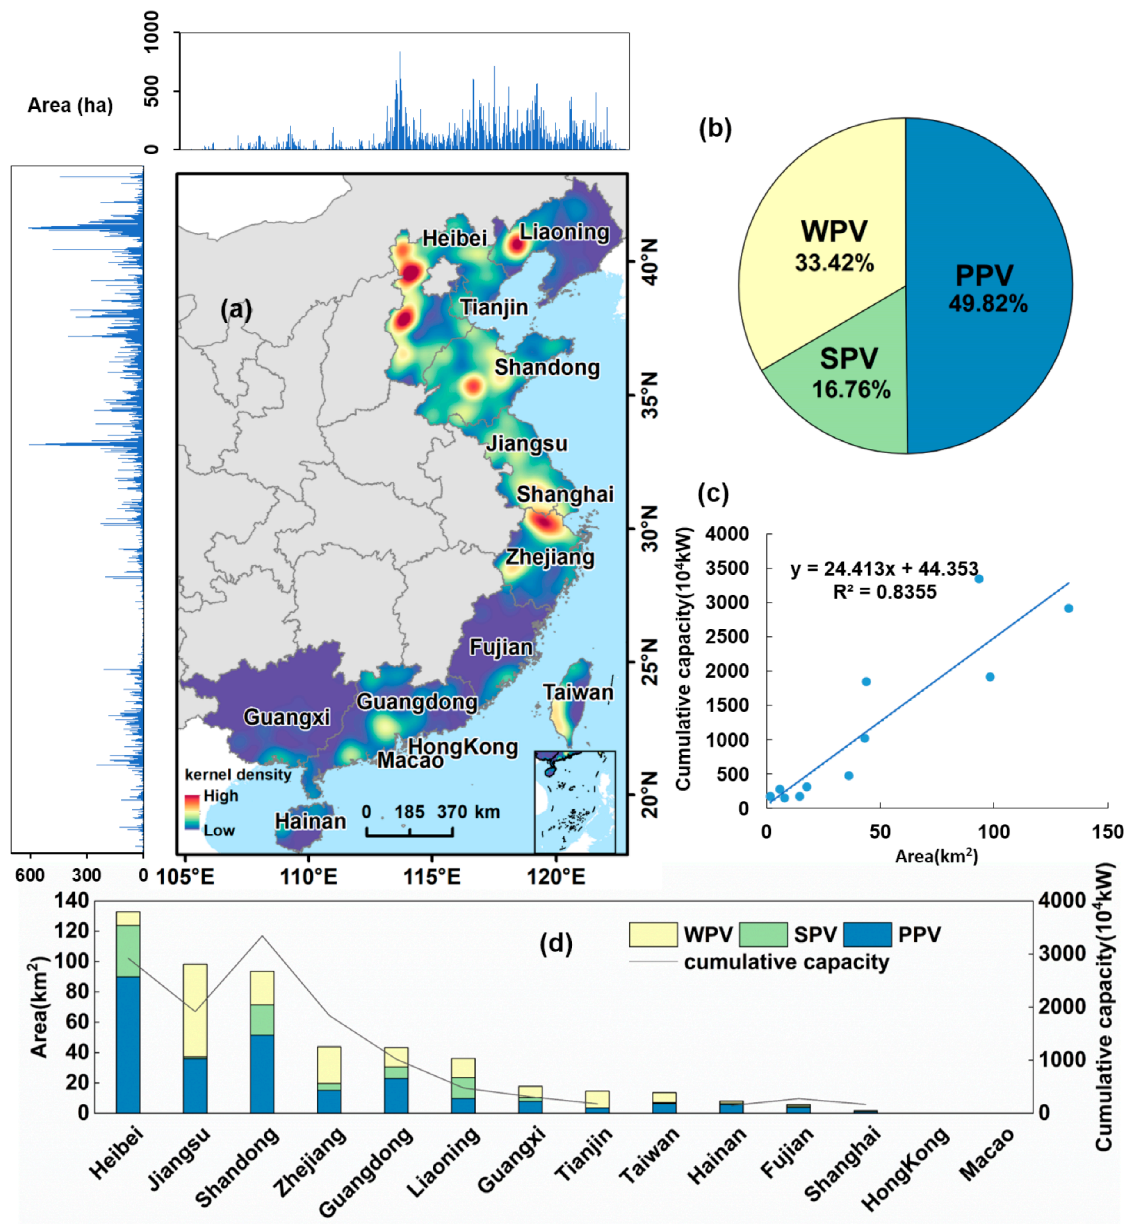 Area (ha)
1000
500
0
(a)
Heibei
Liaoning
Tianjin
Shandong
Jiangsu
Shanghai
Zhejiang
Fujian
Taiwan
Guangdong
Guangxi
HongKong
Macao
Hainan
kernel density
High
Low
0 185 370 km
40°N
35°N
30°N
25°N
20°N
600 300 0
105°E 110°E 115°E 120°E
(b)
WPV
33.42%
PPV
49.82%
SPV
16.76%
(c)
Cumulative capacity(10⁴kW)
4000
3500
3000
2500
2000
1500
1000
500
0
y = 24.413x + 44.353
R² = 0.8355
0 50 100 150
Area(km²)
(d)
Area(km²)
140
120
100
80
60
40
20
0
WPV SPV PPV
cumulative capacity
4000
3000
2000
1000
0
Cumulative capacity(10⁴kW)
Heibei
Jiangsu
Shandong
Zhejiang
Guangdong
Liaoning
Guangxi
Tianjin
Taiwan
Hainan
Fujian
Shanghai
HongKong
Macao